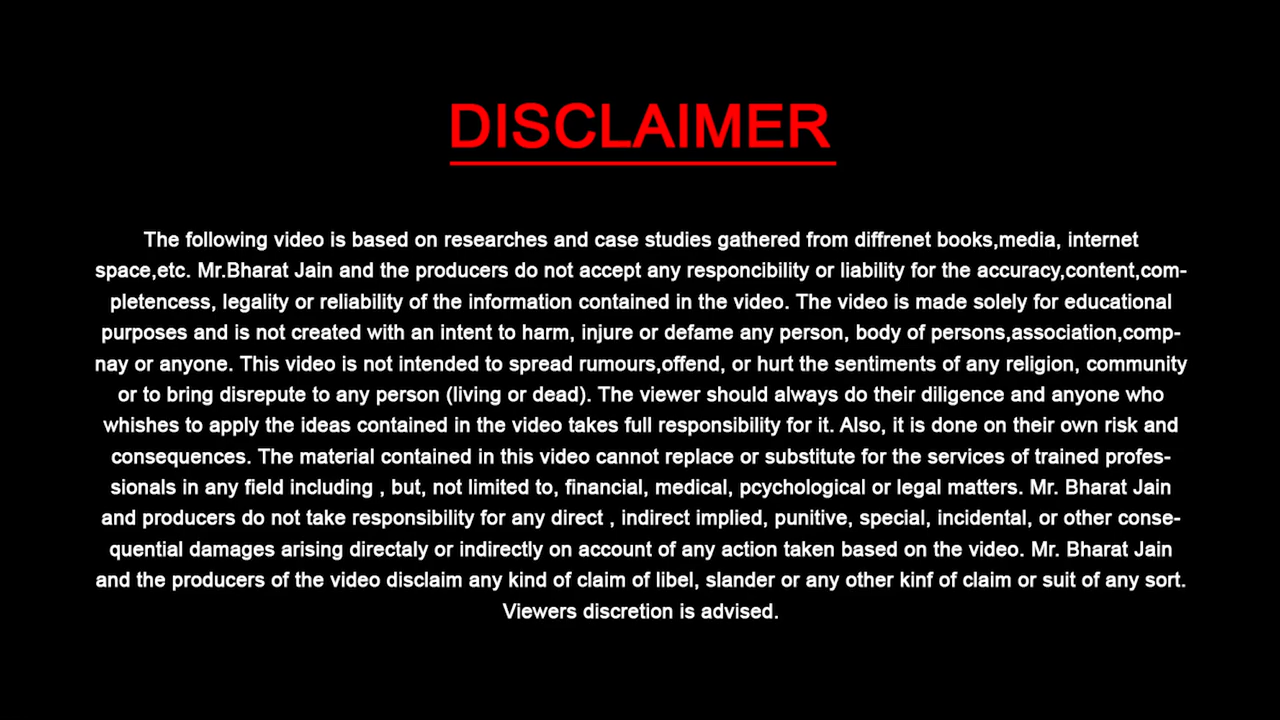 DISCLAIMER
The following video is based on researches and case studies gathered from diffrenet books,media, internet
space,etc. Mr.Bharat Jain and the producers do not accept any responcibility or liability for the accuracy,content,com-
pletencess, legality or reliability of the information contained in the video. The video is made solely for educational
purposes and is not created with an intent to harm, injure or defame any person, body of persons,association,comp-
nay or anyone. This video is not intended to spread rumours,offend, or hurt the sentiments of any religion, community
or to bring disrepute to any person (living or dead). The viewer should always do their diligence and anyone who
whishes to apply the ideas contained in the video takes full responsibility for it. Also, it is done on their own risk and
consequences. The material contained in this video cannot replace or substitute for the services of trained profes-
sionals in any field including , but, not limited to, financial, medical, pcychological or legal matters. Mr. Bharat Jain
and producers do not take responsibility for any direct , indirect implied, punitive, special, incidental, or other conse-
quential damages arising directaly or indirectly on account of any action taken based on the video. Mr. Bharat Jain
and the producers of the video disclaim any kind of claim of libel, slander or any other kinf of claim or suit of any sort.
Viewers discretion is advised.